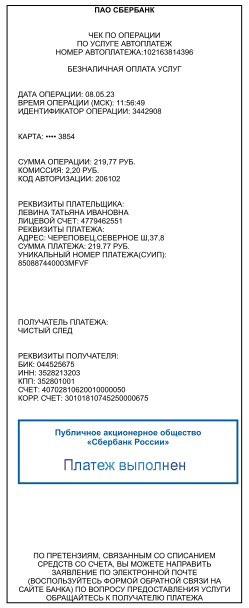 ПАО СБЕРБАНК
ЧЕК ПО ОПЕРАЦИИ
ПО УСЛУГЕ АВТОПЛАТЕЖ
НОМЕР АВТОПЛАТЕЖА:102163814396
БЕЗНАЛИЧНАЯ ОПЛАТА УСЛУГ
ДАТА ОПЕРАЦИИ: 08.05.23
ВРЕМЯ ОПЕРАЦИИ (МСК): 11:56:49
ИДЕНТИФИКАТОР ОПЕРАЦИИ: 3442908
КАРТА: •••• 3854
СУММА ОПЕРАЦИИ: 219,77 РУБ.
КОМИССИЯ: 2,20 РУБ.
КОД АВТОРИЗАЦИИ: 206102
РЕКВИЗИТЫ ПЛАТЕЛЬЩИКА:
ЛЕВИНА ТАТЬЯНА ИВАНОВНА
ЛИЦЕВОЙ СЧЕТ: 4779462551
РЕКВИЗИТЫ ПЛАТЕЖА:
АДРЕС: ЧЕРЕПОВЕЦ,СЕВЕРНОЕ Ш,37,8
СУММА ПЛАТЕЖА: 219.77 РУБ.
УНИКАЛЬНЫЙ НОМЕР ПЛАТЕЖА(СУИП):
850887440003MFVF
ПОЛУЧАТЕЛЬ ПЛАТЕЖА:
ЧИСТЫЙ СЛЕД
РЕКВИЗИТЫ ПОЛУЧАТЕЛЯ:
БИК: 044525675
ИНН: 3528213203
КПП: 352801001
СЧЕТ: 40702810620010000050
КОРР. СЧЕТ: 30101810745250000675
Публичное акционерное общество
«Сбербанк России»
Платеж выполнен
ПО ПРЕТЕНЗИЯМ, СВЯЗАННЫМ СО СПИСАНИЕМ
СРЕДСТВ СО СЧЕТА, ВЫ МОЖЕТЕ НАПРАВИТЬ
ЗАЯВЛЕНИЕ ПО ЭЛЕКТРОННОЙ ПОЧТЕ
(ВОСПОЛЬЗУЙТЕСЬ ФОРМОЙ ОБРАТНОЙ СВЯЗИ НА
САЙТЕ БАНКА) ПО ВОПРОСУ ПРЕДОСТАВЛЕНИЯ УСЛУГИ
ОБРАЩАЙТЕСЬ К ПОЛУЧАТЕЛЮ ПЛАТЕЖА